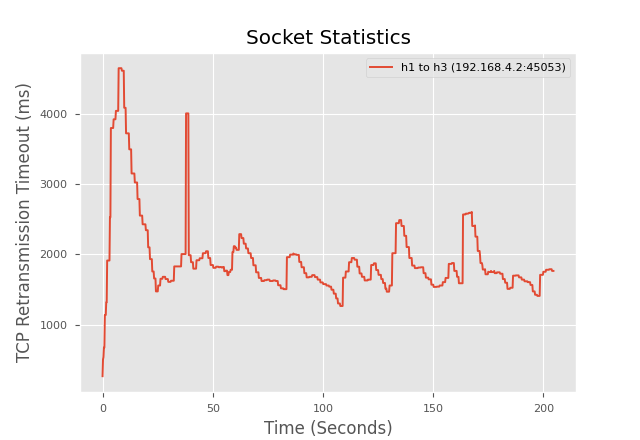 Socket Statistics
h1 to h3 (192.168.4.2:45053)
TCP Retransmission Timeout (ms)
4000
3000
2000
1000
0 50 100 150 200
Time (Seconds)